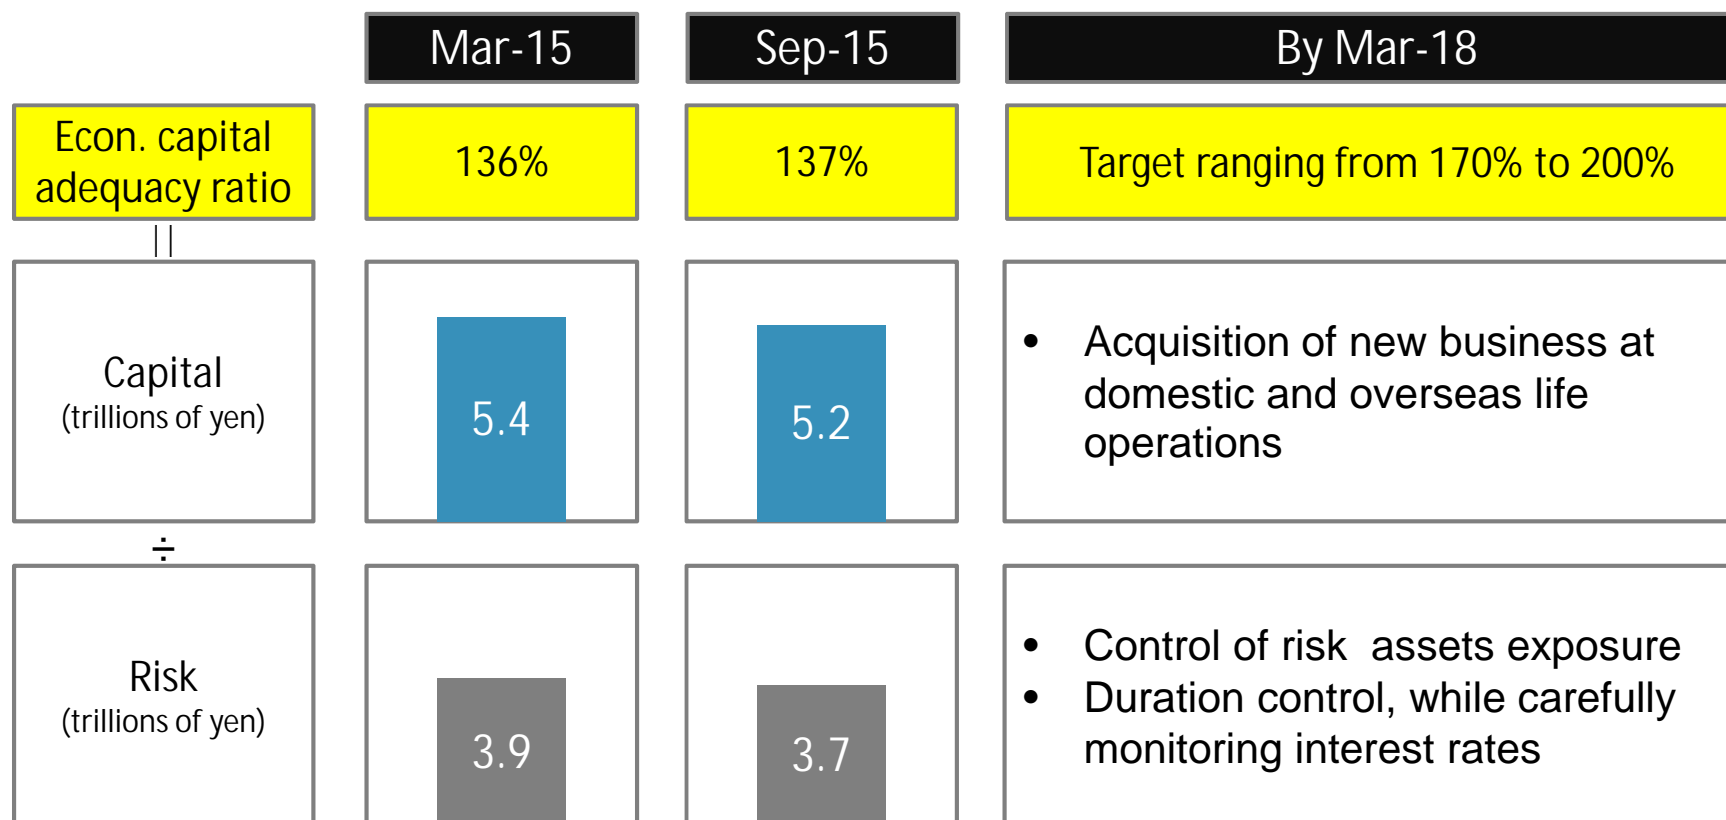 Mar-15
Sep-15
By Mar-18
Econ. capital
adequacy ratio
136%
137%
Target ranging from 170% to 200%
||
Capital
(trillions of yen)
5.4
5.2
• Acquisition of new business at
domestic and overseas life
operations
÷
Risk
(trillions of yen)
3.9
3.7
• Control of risk  assets exposure
• Duration control, while carefully
monitoring interest rates